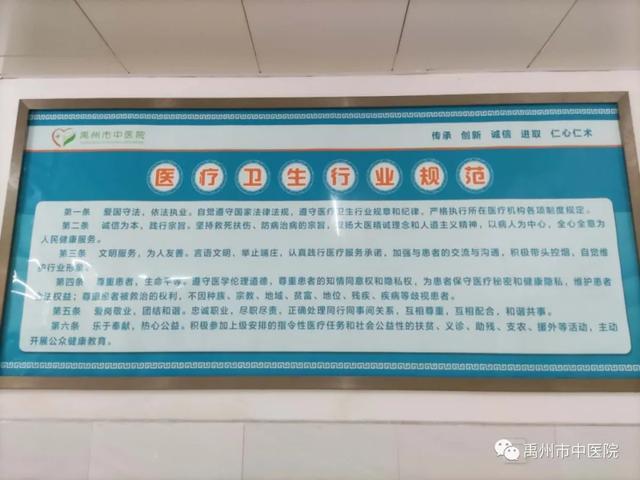 禹州市中医院
传承 创新 诚信 进取 仁心仁术
医疗卫生行业规范
第一条 爱国守法，依法执业。自觉遵守国家法律法规，遵守医疗卫生行业规章和纪律，严格执行所在医疗机构各项制度规定。
第二条 诚信为本，践行宗旨。坚持救死扶伤、防病治病的宗旨，发扬大医精诚理念和人道主义精神，以病人为中心，全心全意为
人民健康服务。
第三条 文明服务，为人友善。言语文明，举止端庄，认真践行医疗服务承诺，加强与患者的交流与沟通，积极带头控烟，自觉维
护行业形象。
第四条 尊重患者，生命平等。遵守医学伦理道德，尊重患者的知情同意权和隐私权，为患者保守医疗秘密和健康隐私，维护患者
合法权益；尊重患者被救治的权利，不因种族、宗教、地域、贫富、地位、残疾、疾病等歧视患者。
第五条 爱岗敬业，团结和谐。忠诚职业，尽职尽责，正确处理同行同事间关系，互相尊重，互相配合，和谐共事。
第六条 乐于奉献，热心公益。积极参加上级安排的指令性医疗任务和社会公益性的扶贫、义诊、助残、支农、援外等活动，主动
开展公众健康教育。
禹州市中医院